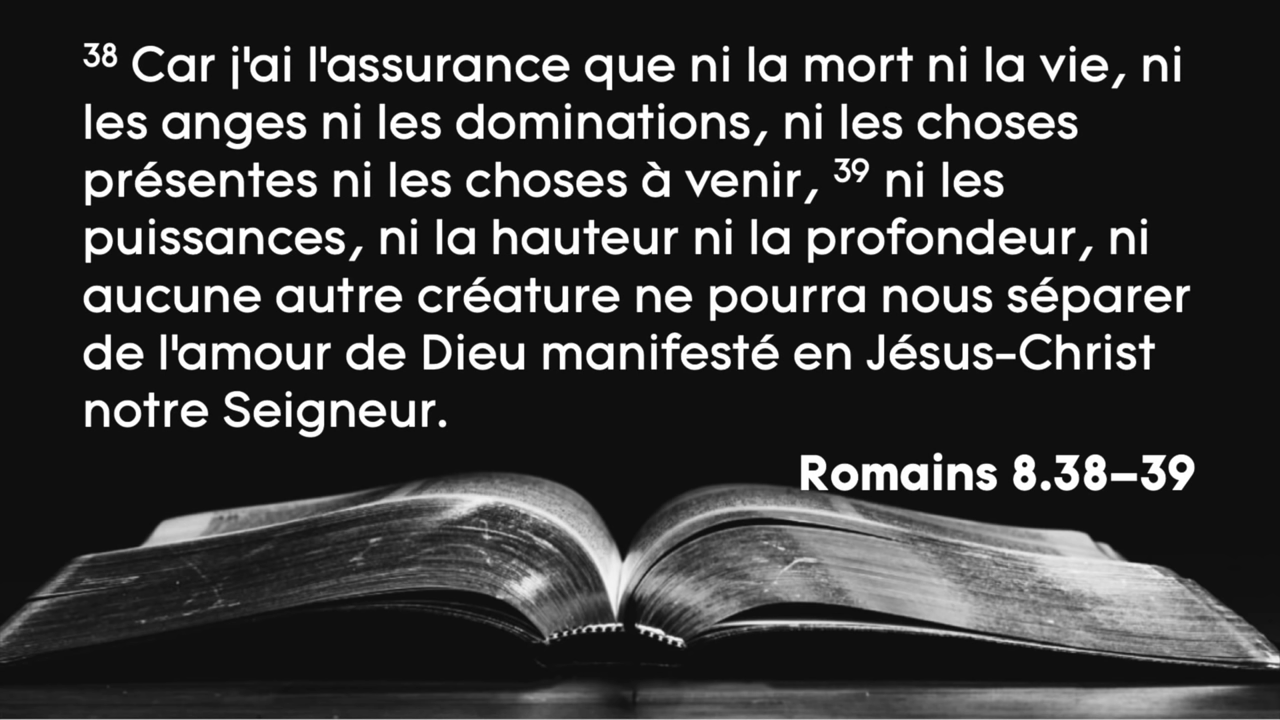 38 Car j'ai l'assurance que ni la mort ni la vie, ni
les anges ni les dominations, ni les choses
présentes ni les choses à venir, 39 ni les
puissances, ni la hauteur ni la profondeur, ni
aucune autre créature ne pourra nous séparer
de l'amour de Dieu manifesté en Jésus-Christ
notre Seigneur.
Romains 8.38–39